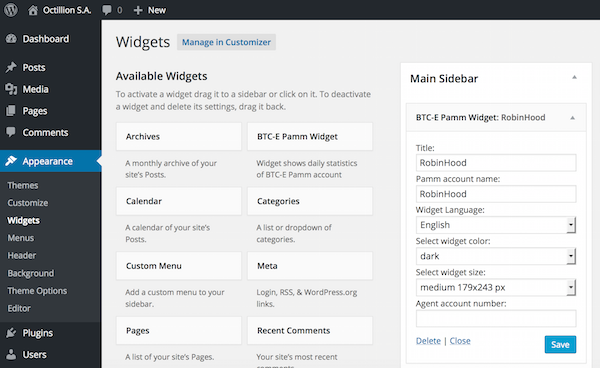 Octillion S.A. 0 + New
Dashboard
Posts
Media
Pages
Comments
Appearance
Themes
Customize
Widgets
Menus
Header
Background
Theme Options
Editor
Plugins
Users
Widgets Manage in Customizer
Available Widgets
To activate a widget drag it to a sidebar or click on it. To deactivate
a widget and delete its settings, drag it back.
Archives BTC-E Pamm Widget
A monthly archive of your Widget shows daily statistics
site's Posts. of BTC-E Pamm account
Calendar Categories
A calendar of your site's A list or dropdown of
Posts. categories.
Custom Menu Meta
Add a custom menu to your Login, RSS, & WordPress.org
sidebar. links.
Pages Recent Comments
A list of your site's Pages. Your site's most recent
comments.
Main Sidebar
BTC-E Pamm Widget: RobinHood
Title:
RobinHood
Pamm account name:
RobinHood
Widget Language:
English
Select widget color:
dark
Select widget size:
medium 179x243 px
Agent account number:
Delete | Close Save